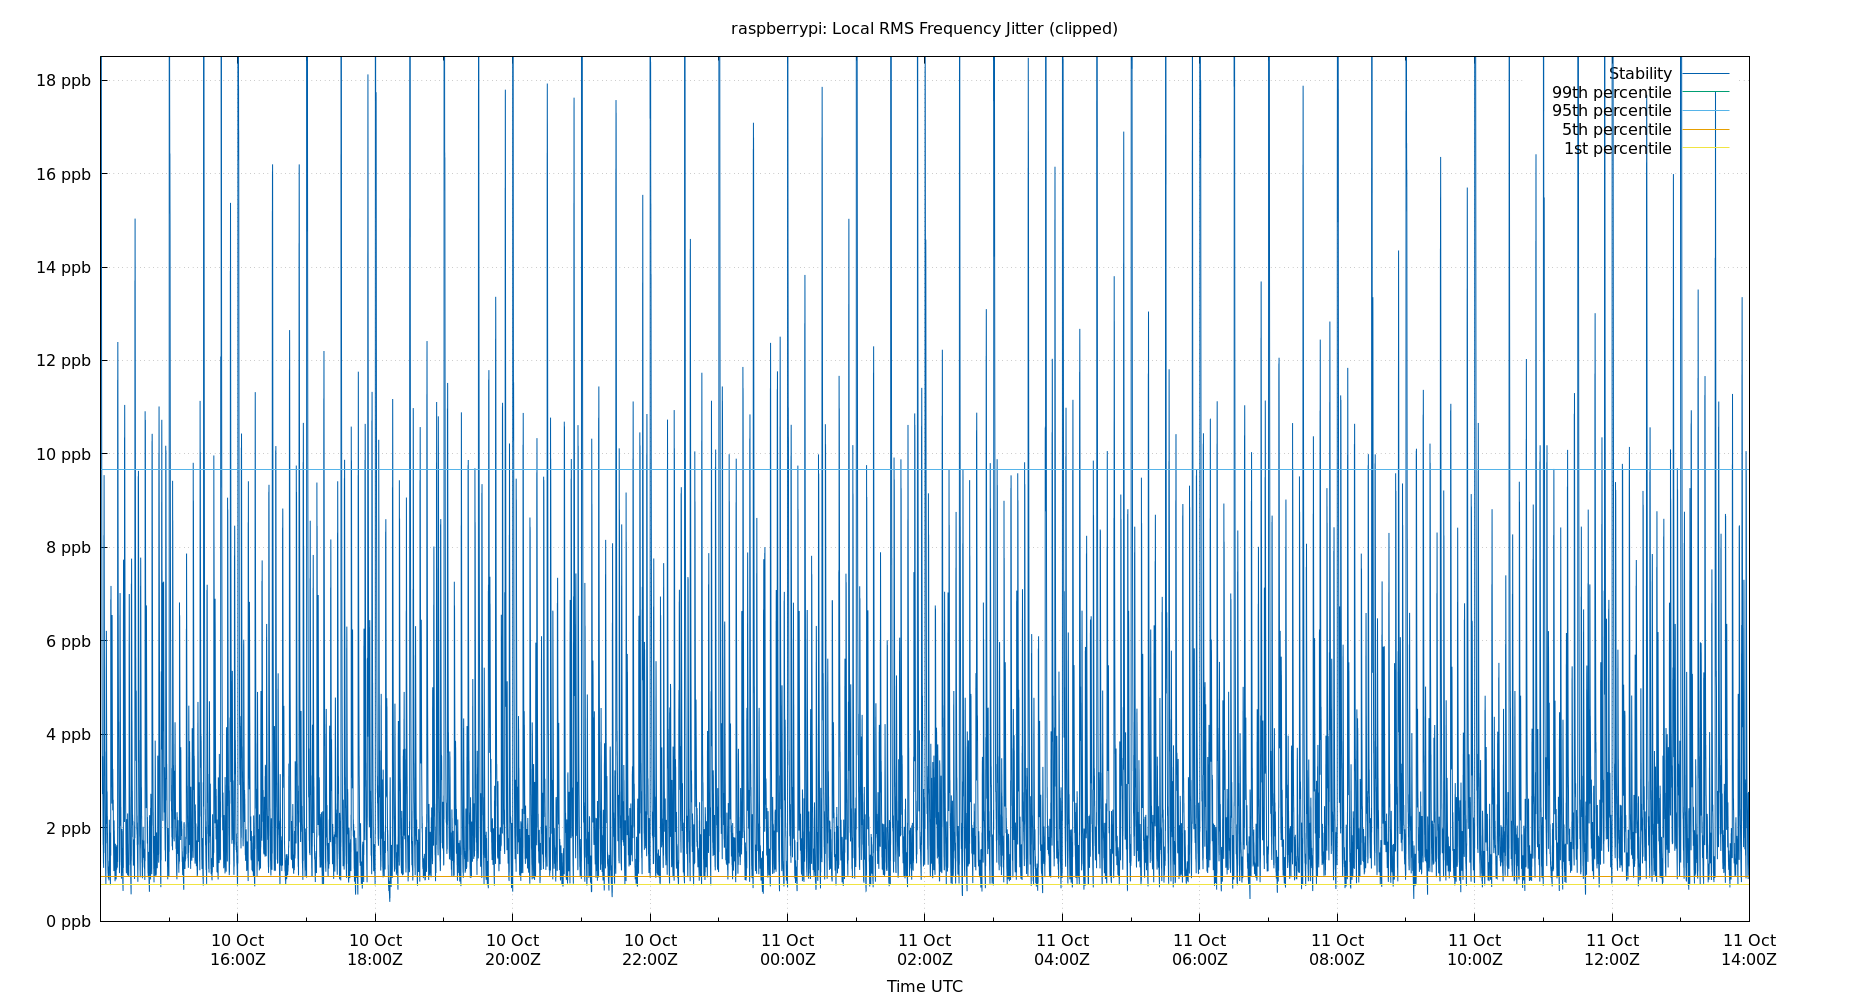 raspberrypi: Local RMS Frequency Jitter (clipped)
18 ppb
16 ppb
14 ppb
12 ppb
10 ppb
8 ppb
6 ppb
4 ppb
2 ppb
0 ppb
Stability
99th percentile
95th percentile
5th percentile
1st percentile
10 Oct 10 Oct 10 Oct 10 Oct 11 Oct 11 Oct 11 Oct 11 Oct 11 Oct 11 Oct 11 Oct 11 Oct
16:00Z 18:00Z 20:00Z 22:00Z 00:00Z 02:00Z 04:00Z 06:00Z 08:00Z 10:00Z 12:00Z 14:00Z
Time UTC